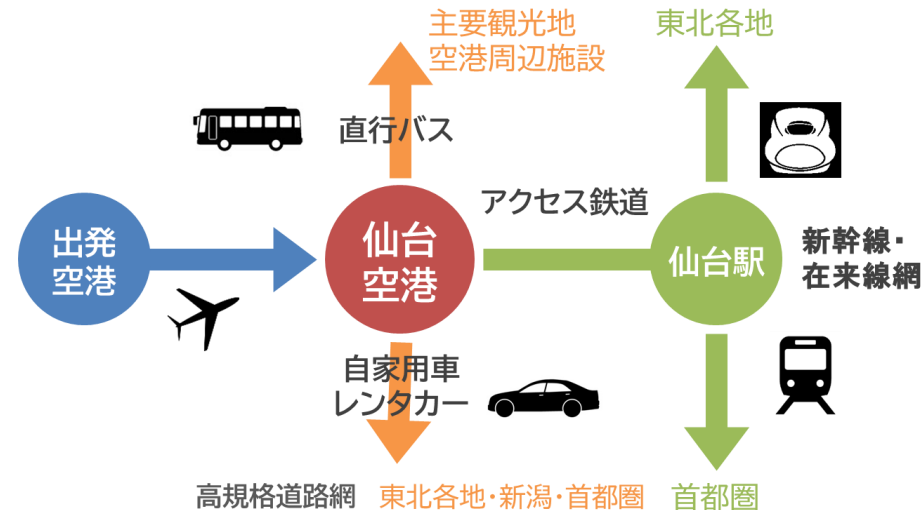 主要観光地
空港周辺施設
東北各地
直行バス
アクセス鉄道
出発
空港
仙台
空港
仙台駅
新幹線・
在来線網
自家用車
レンタカー
高規格道路網
東北各地・新潟・首都圏
首都圏